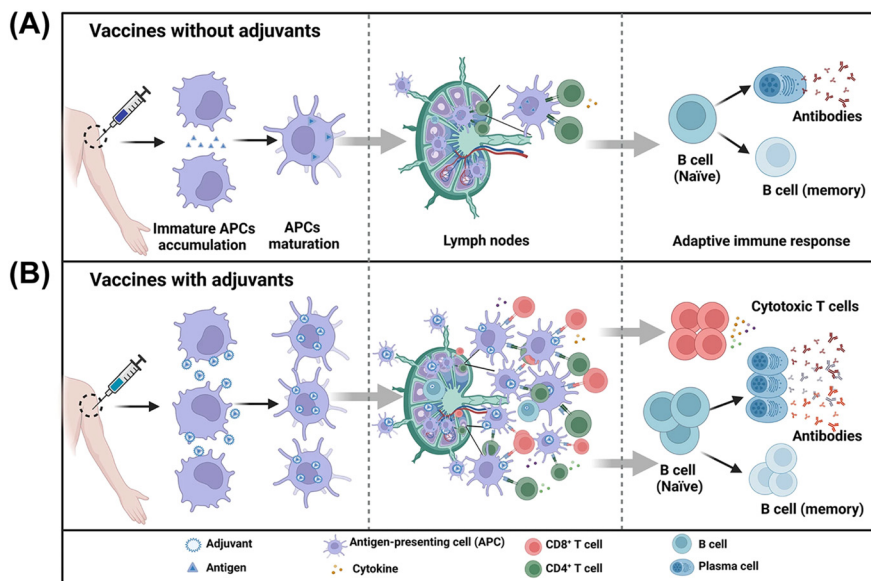 (A)
Vaccines without adjuvants
Immature APCs
accumulation
APCs
maturation
Lymph nodes
B cell
(Naïve)
Antibodies
B cell (memory)
Adaptive immune response
(B)
Vaccines with adjuvants
Cytotoxic T cells
B cell
(Naïve)
Antibodies
B cell (memory)
Adjuvant
Antigen-presenting cell (APC)
CD8⁺ T cell
B cell
Antigen
Cytokine
CD4⁺ T cell
Plasma cell